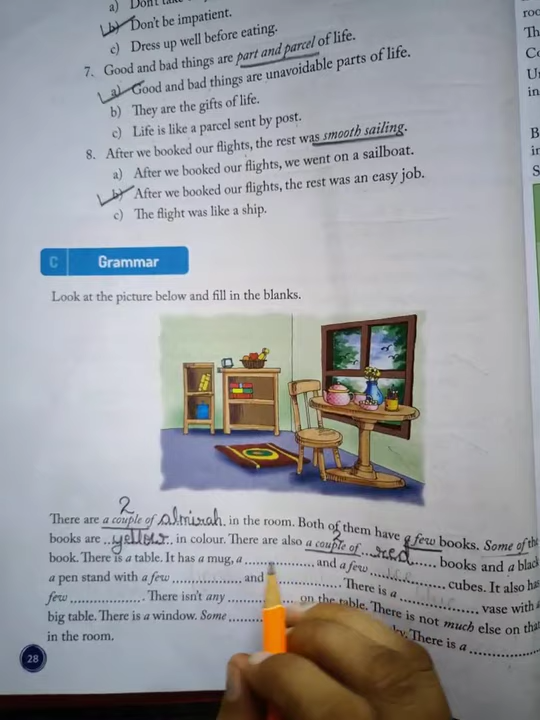 a) Don't take
b) Don't be impatient.
c) Dress up well before eating.
7. Good and bad things are part and parcel of life.
a) Good and bad things are unavoidable parts of life.
b) They are the gifts of life.
c) Life is like a parcel sent by post.
8. After we booked our flights, the rest was smooth sailing.
a) After we booked our flights, we went on a sailboat.
b) After we booked our flights, the rest was an easy job.
c) The flight was like a ship.
C Grammar
Look at the picture below and fill in the blanks.
2 2
There are a couple of almirah in the room. Both of them have a few books. Some of the
books are ..yellow.. in colour. There are also a couple of ..red..... books and a black
book. There is a table. It has a mug, a .................. and a few .................. cubes. It also has
a pen stand with a few .................. and .................. . There is a .................. vase with a
few .................. . There isn't any .................. on the table. There is not much else on that
big table. There is a window. Some ......... There is a ..................
in the room.
28